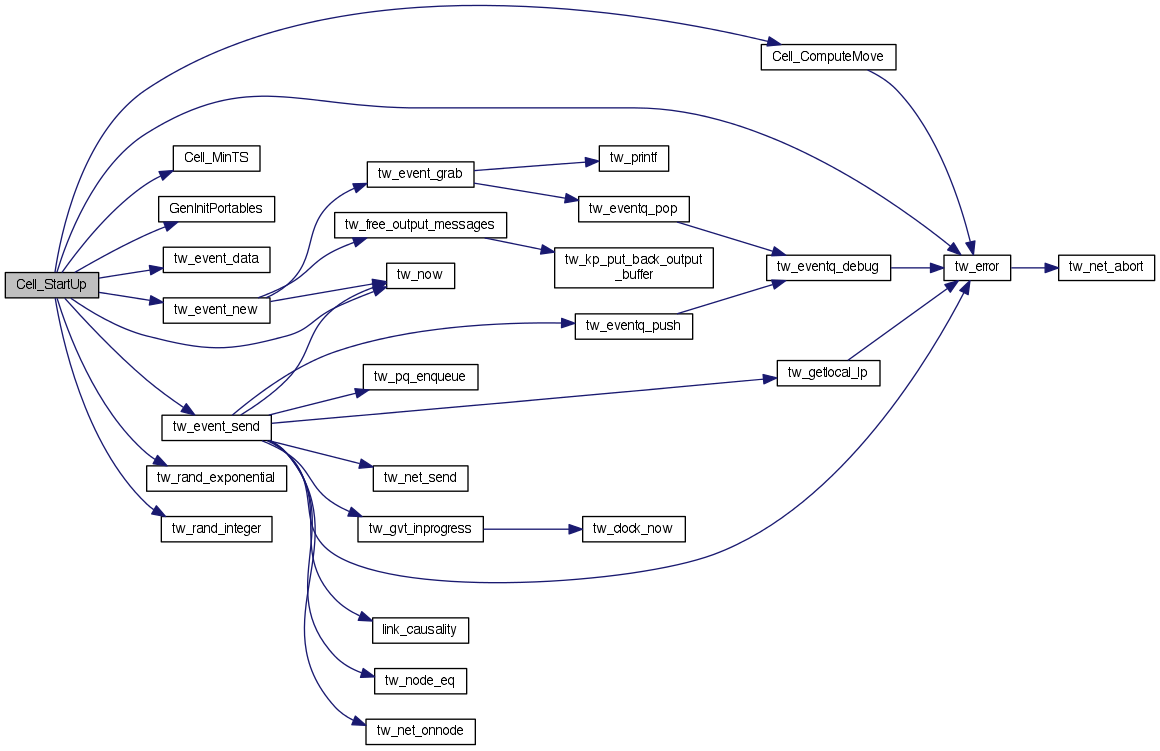 Cell_StartUp
Cell_ComputeMove
Cell_MinTS
GenInitPortables
tw_event_data
tw_event_new
tw_event_send
tw_rand_exponential
tw_rand_integer
tw_event_grab
tw_free_output_messages
tw_now
tw_pq_enqueue
tw_net_send
tw_gvt_inprogress
link_causality
tw_node_eq
tw_net_onnode
tw_printf
tw_eventq_pop
tw_kp_put_back_output
_buffer
tw_eventq_push
tw_clock_now
tw_eventq_debug
tw_getlocal_lp
tw_error
tw_net_abort